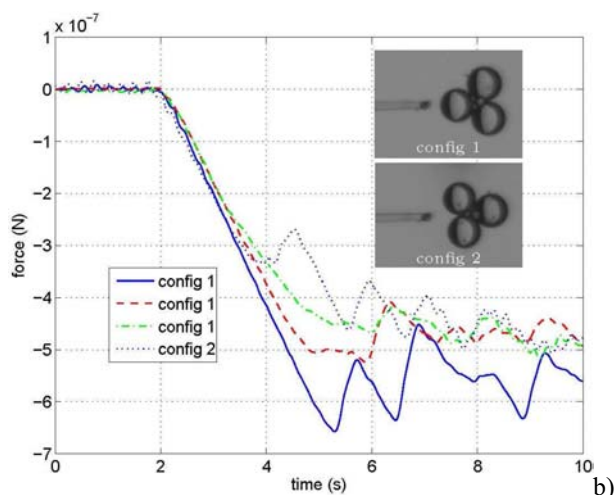 × 10⁻⁷
1
0
−1
−2
−3
−4
−5
−6
−7
force (N)
config 1
config 2
config 1
config 1
config 1
config 2
0
2
4
6
8
10
time (s)
b)